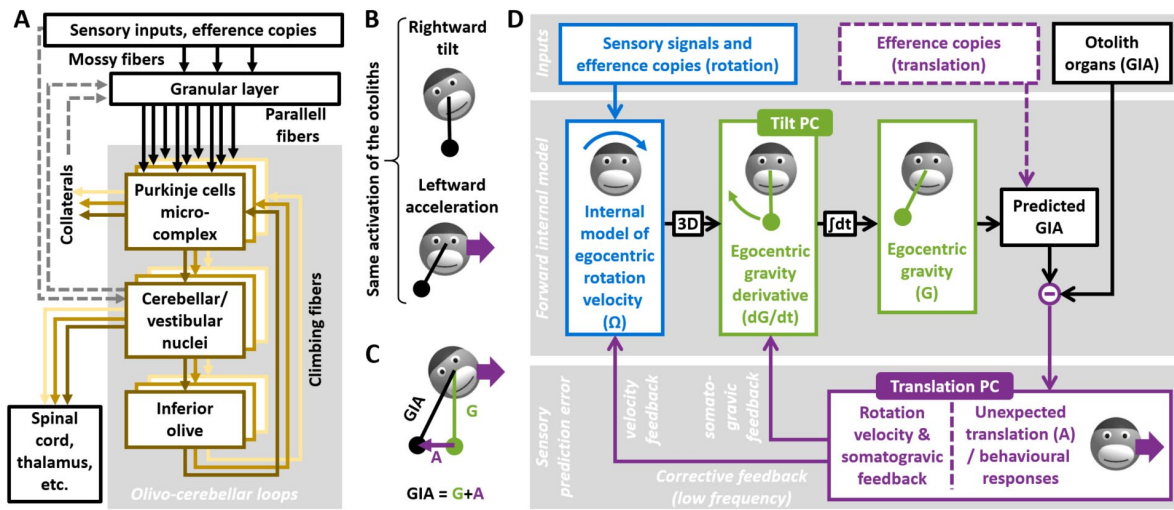 A
Sensory inputs, efference copies
Mossy fibers
Granular layer
Parallell
fibers
Collaterals
Purkinje cells
micro-
complex
Cerebellar/
vestibular
nuclei
Climbing fibers
Inferior
olive
Spinal
cord,
thalamus,
etc.
Olivo-cerebellar loops
B
Same activation of the otoliths
Rightward
tilt
Leftward
acceleration
C
GIA
G
A
GIA = G+A
D
Inputs
Sensory signals and
efference copies (rotation)
Efference copies
(translation)
Otolith
organs (GIA)
Forward internal model
Internal
model of
egocentric
rotation
velocity
(Ω)
3D
Tilt PC
Egocentric
gravity
derivative
(dG/dt)
∫dt
Egocentric
gravity
(G)
Predicted
GIA
−
Sensory
prediction error
velocity
feedback
somato-
gravic
feedback
Corrective feedback
(low frequency)
Translation PC
Rotation
velocity &
somatogravic
feedback
Unexpected
translation (A)
/ behavioural
responses